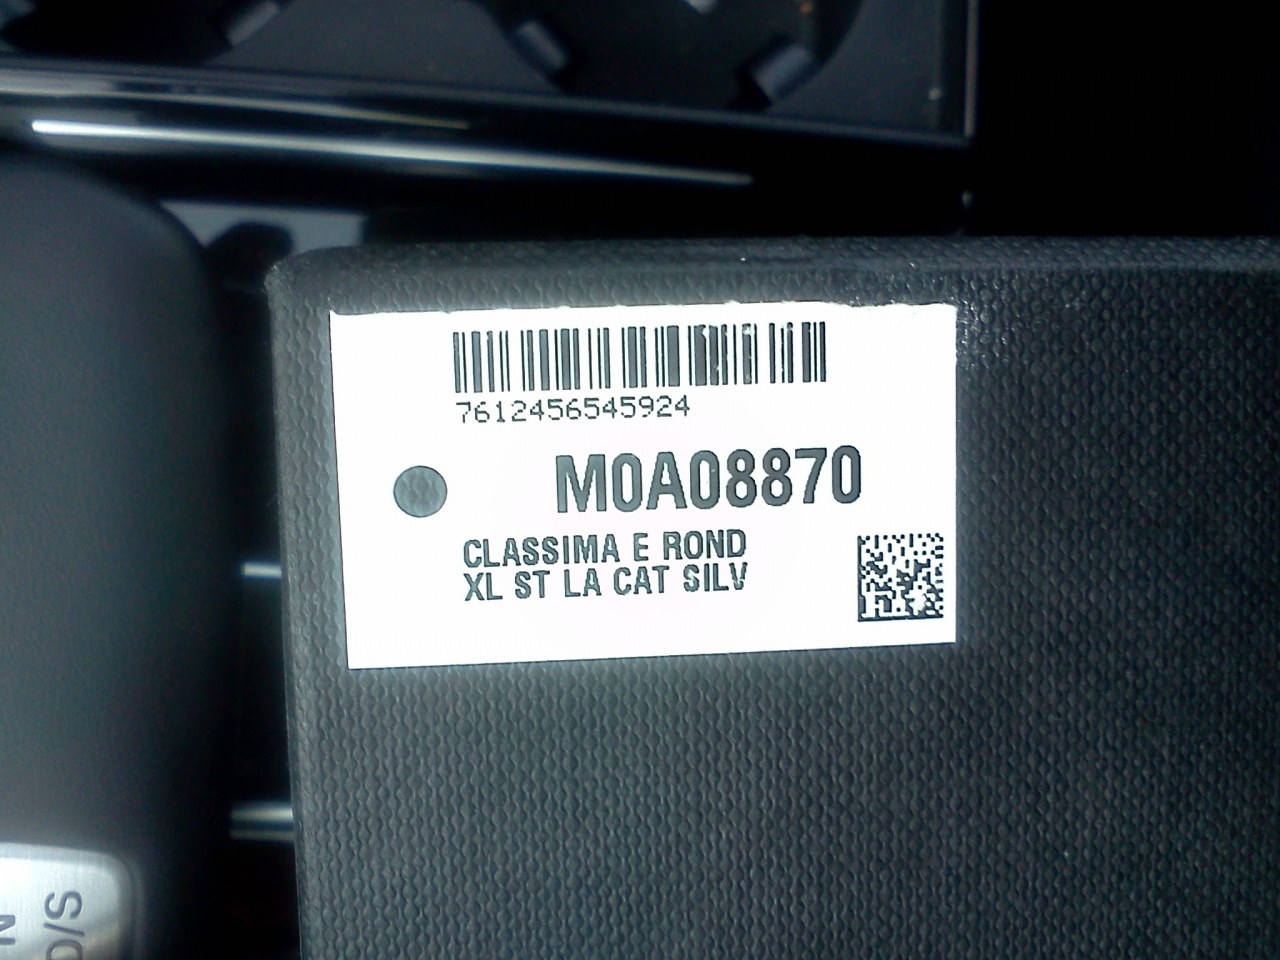 7612456545924
M0A08870
CLASSIMA E ROND
XL ST LA CAT SILV
N
D/S